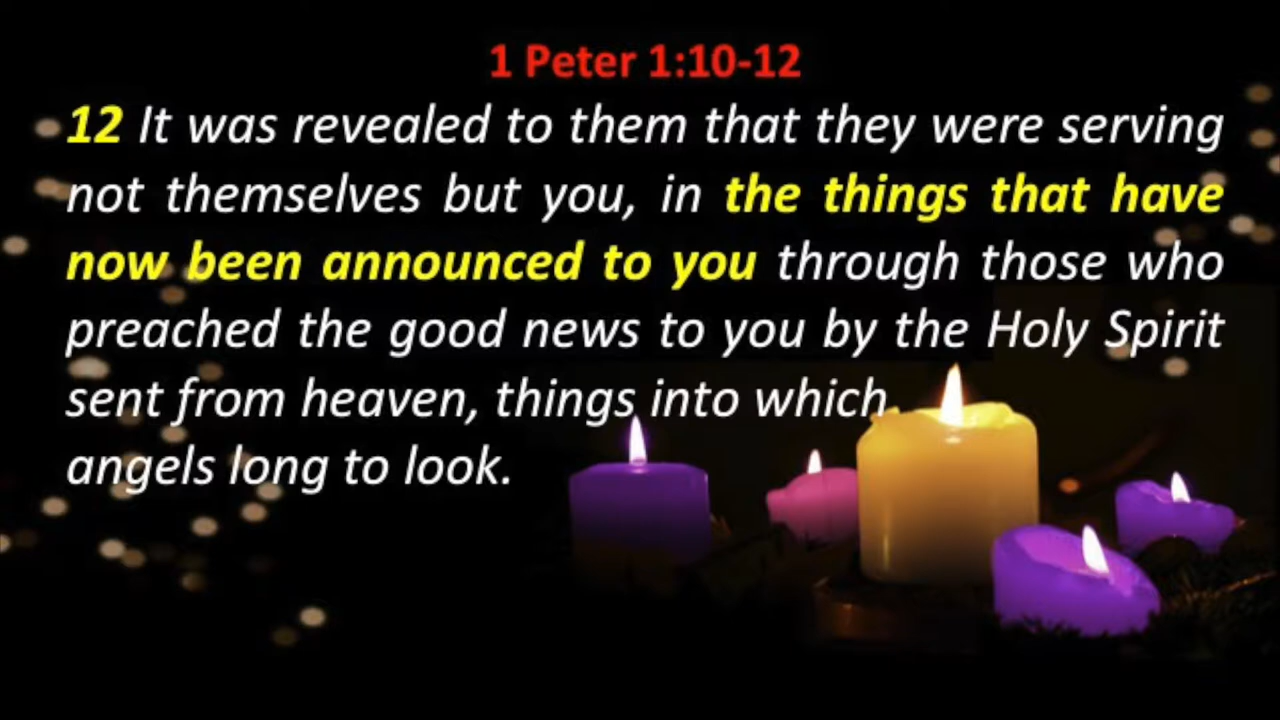 1 Peter 1:10-12
12 It was revealed to them that they were serving
not themselves but you, in the things that have
now been announced to you through those who
preached the good news to you by the Holy Spirit
sent from heaven, things into which
angels long to look.